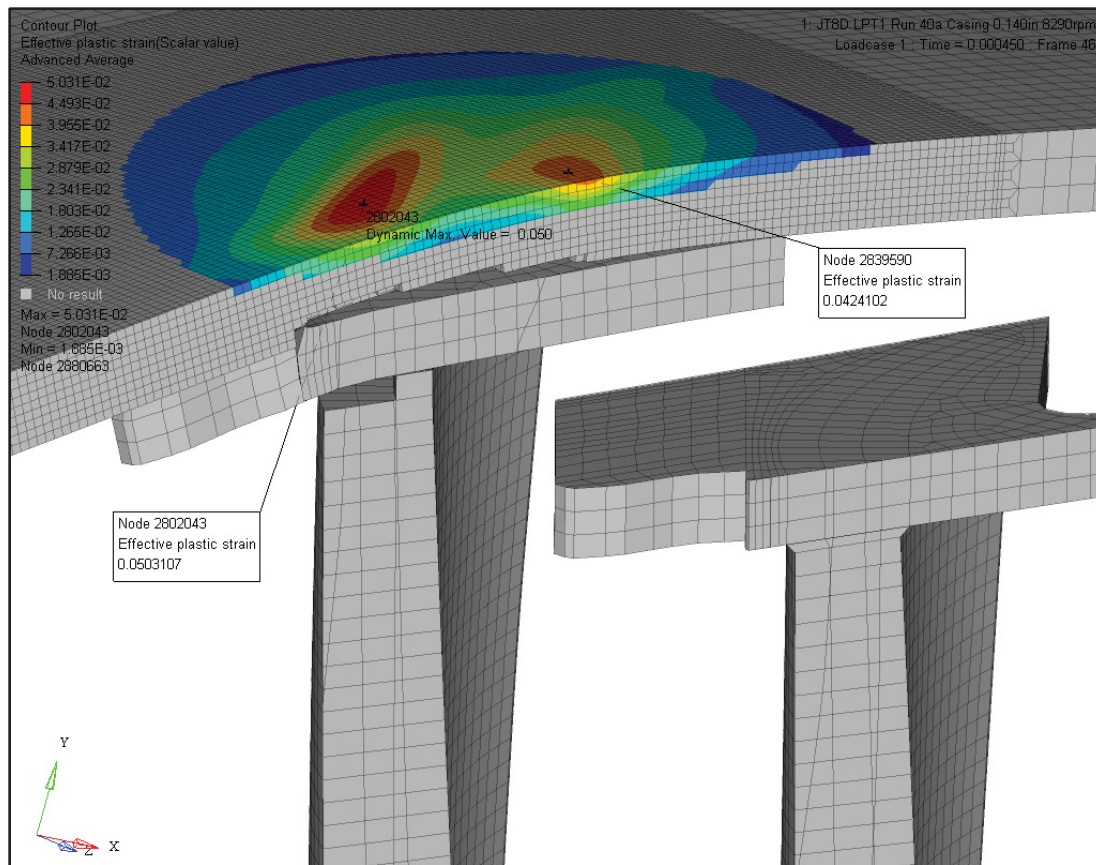 Contour Plot
Effective plastic strain(Scalar value)
Advanced Average
5.031E-02
4.493E-02
3.955E-02
3.417E-02
2.879E-02
2.341E-02
1.803E-02
1.265E-02
7.266E-03
1.885E-03
No result
Max = 5.031E-02
Node 2802043
Min = 1.885E-03
Node 2880663
1: JT8D LPT1 Run 40a Casing 0.140in 8290rpm
Loadcase 1 : Time = 0.000450 : Frame 46
2802043
Dynamic Max. Value = 0.050
Node 2839590
Effective plastic strain
0.0424102
Node 2802043
Effective plastic strain
0.0503107
Y
Z
X